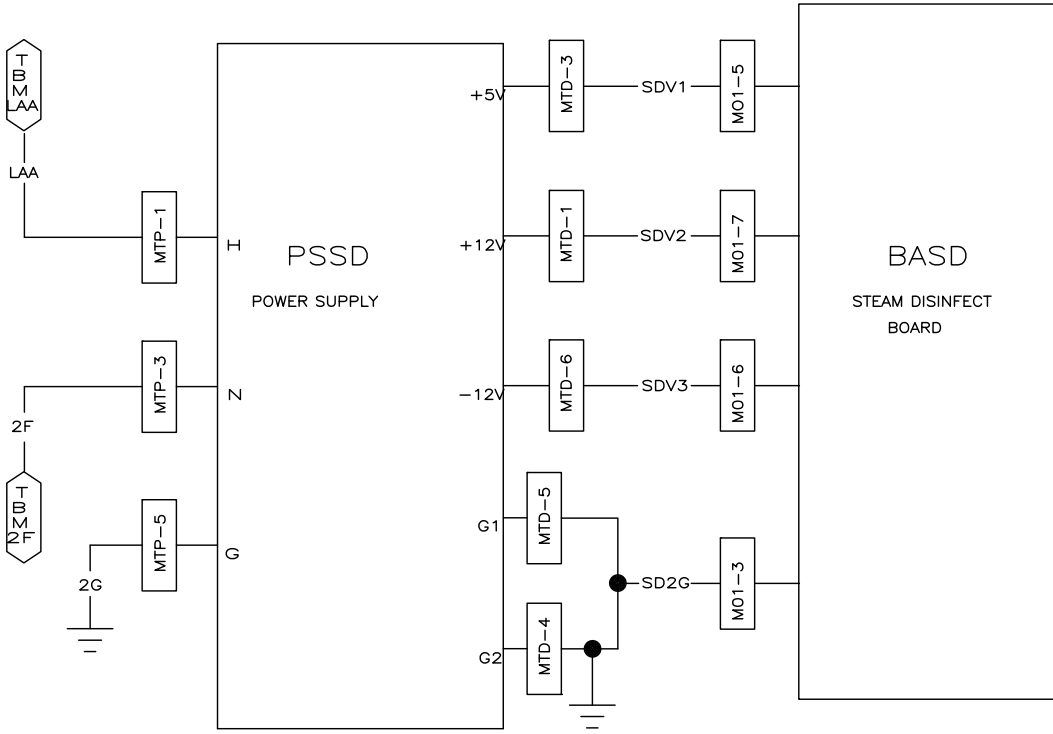 TBM
LAA
LAA
MTP-1
H
PSSD
POWER SUPPLY
MTP-3
N
2F
TBM
2F
MTP-5
G
2G
+5V
MTD-3
SDV1
M01-5
+12V
MTD-1
SDV2
M01-7
-12V
MTD-6
SDV3
M01-6
G1
MTD-5
SD2G
M01-3
G2
MTD-4
BASD
STEAM DISINFECT
BOARD